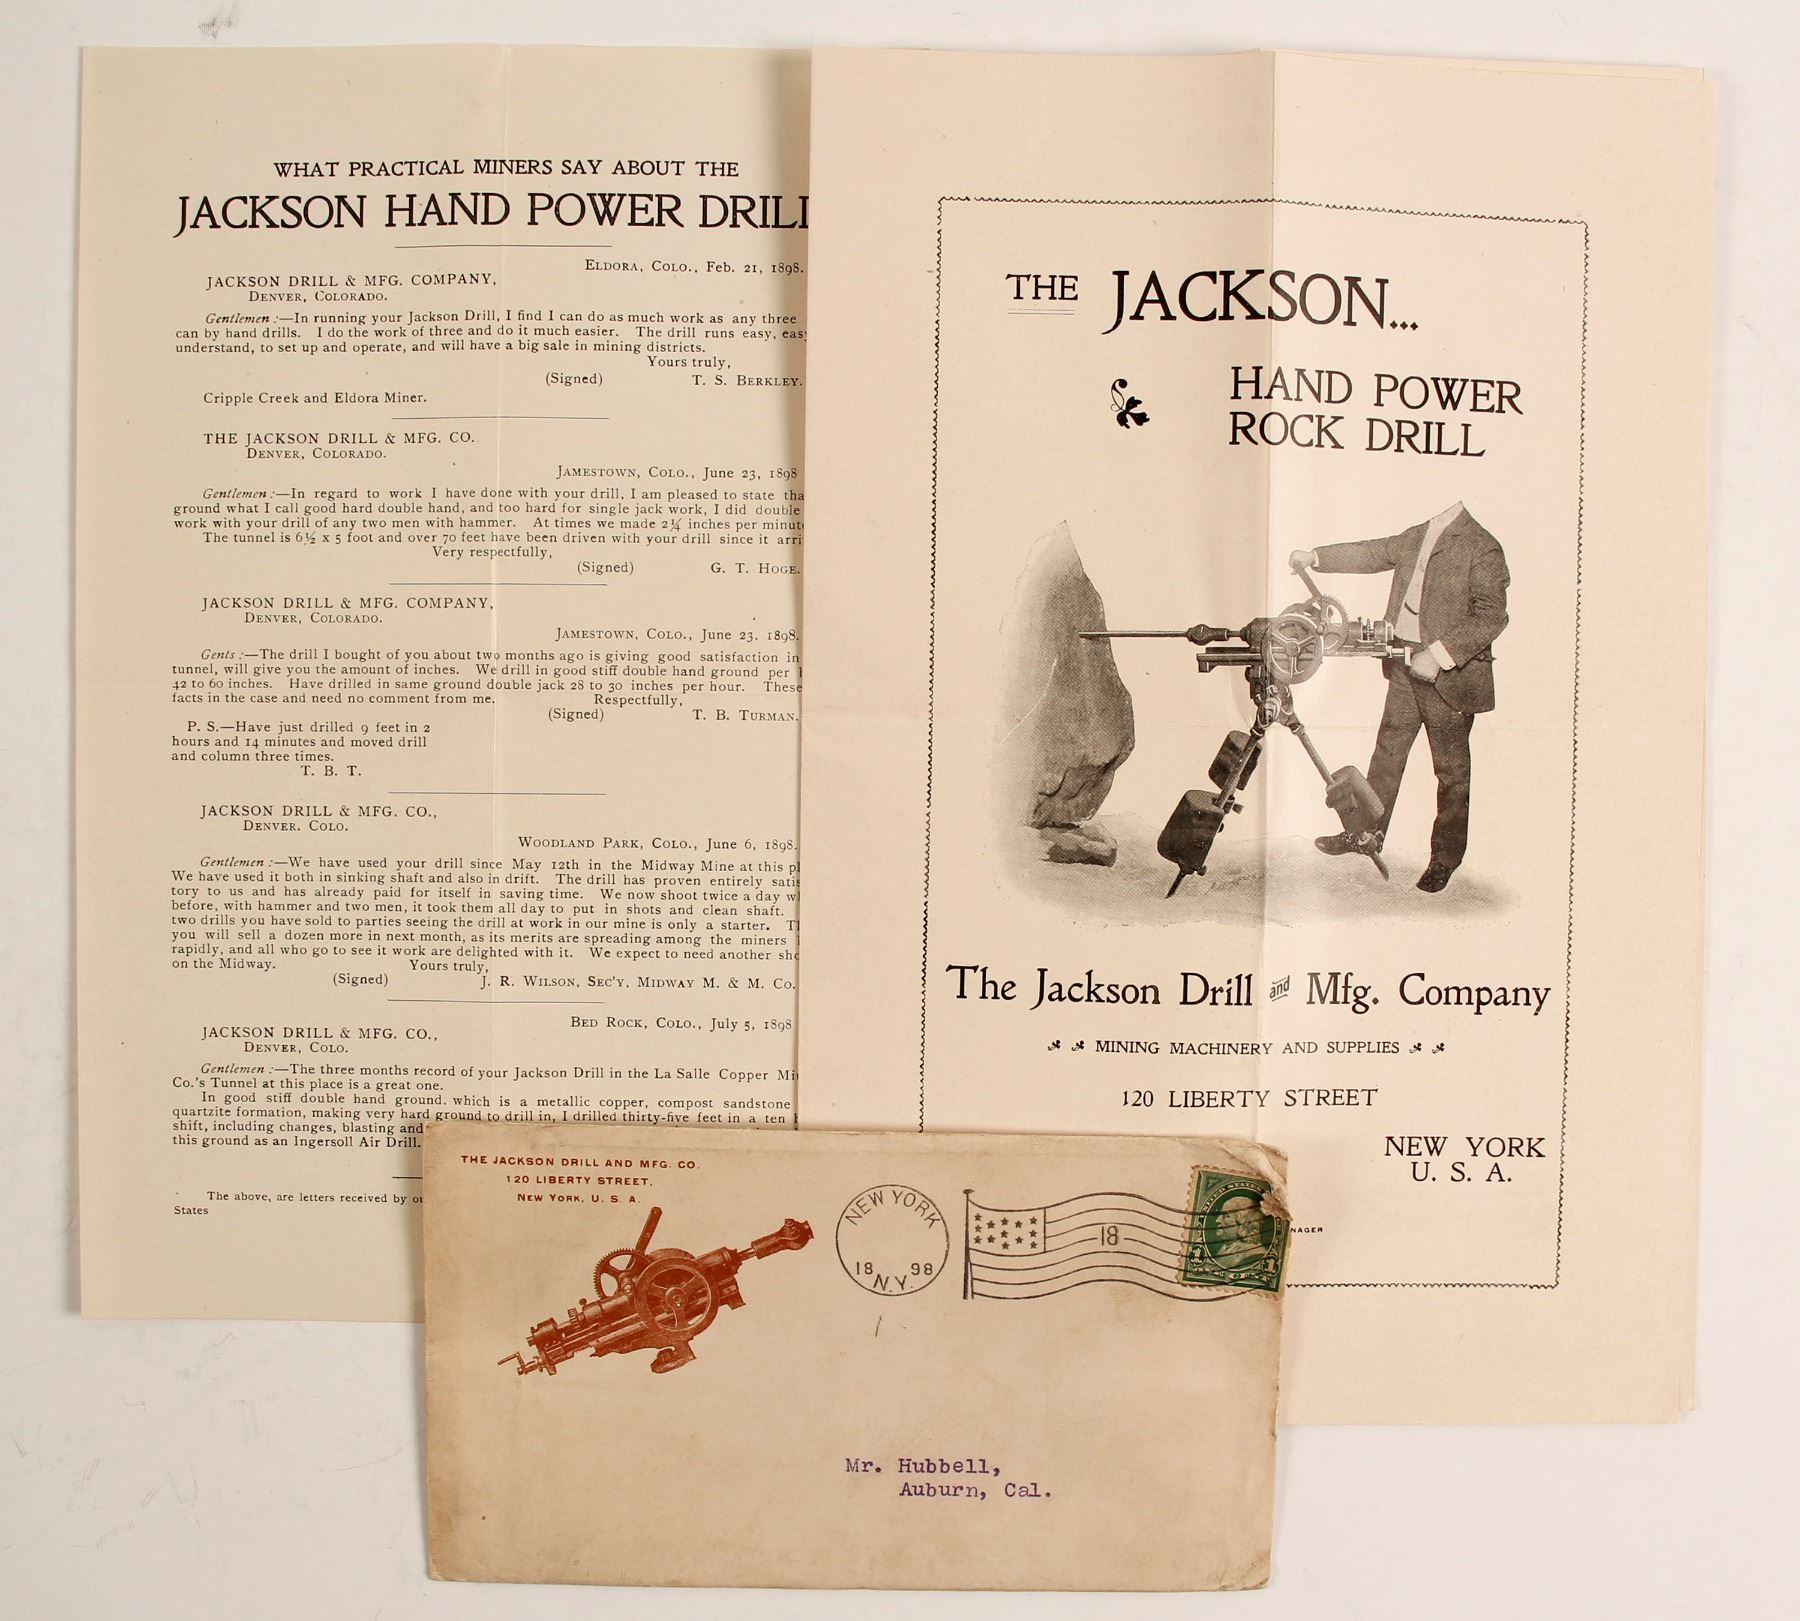 WHAT PRACTICAL MINERS SAY ABOUT THE
JACKSON HAND POWER DRILL
ELDORA, COLO., Feb. 21, 1898.
JACKSON DRILL & MFG. COMPANY,
DENVER, COLORADO.
Gentlemen:—In running your Jackson Drill, I find I can do as much work as any three
can by hand drills. I do the work of three and do it much easier. The drill runs easy,
understand, to set up and operate, and will have a big sale in mining districts.
Yours truly,
(Signed) T. S. BERKLEY.
Cripple Creek and Eldora Miner.
THE JACKSON DRILL & MFG. CO.
DENVER, COLORADO.
JAMESTOWN, COLO., June 23, 1898
Gentlemen:—In regard to work I have done with your drill, I am pleased to state
ground what I call good hard double hand, and too hard for single jack work, I did double
work with your drill of any two men with hammer. At times we made 2¼ inches per
The tunnel is 6½ x 5 foot and over 70 feet have been driven with your drill since it
Very respectfully,
(Signed) G. T. HOGE.
JACKSON DRILL & MFG. COMPANY,
DENVER, COLORADO.
JAMESTOWN, COLO., June 23. 1898.
Gents:—The drill I bought of you about two months ago is giving good satisfaction in
tunnel, will give you the amount of inches. We drill in good stiff double hand ground per
42 to 60 inches. Have drilled in same ground double jack 28 to 30 inches per hour. These
facts in the case and need no comment from me. Respectfully,
(Signed) T. B. TURMAN.
P. S.—Have just drilled 9 feet in 2
hours and 14 minutes and moved drill
and column three times.
T. B. T.
JACKSON DRILL & MFG. CO.,
DENVER. COLO.
WOODLAND PARK, COLO., June 6, 1898.
Gentlemen:—We have used your drill since May 12th in the Midway Mine at this
We have used it both in sinking shaft and also in drift. The drill has proven entirely satis
tory to us and has already paid for itself in saving time. We now shoot twice a day
before, with hammer and two men, it took them all day to put in shots and clean shaft.
two drills you have sold to parties seeing the drill at work in our mine is only a starter.
you will sell a dozen more in next month, as its merits are spreading among the miners
rapidly, and all who go to see it work are delighted with it. We expect to need another
on the Midway. Yours truly,
(Signed) J. R. WILSON, SEC'Y, MIDWAY M. & M. CO.
BED ROCK, COLO., July 5, 1898
JACKSON DRILL & MFG. CO.,
DENVER, COLO.
Gentlemen:—The three months record of your Jackson Drill in the La Salle Copper
Co.'s Tunnel at this place is a great one.
In good stiff double hand ground. which is a metallic copper, compost sandstone
quartzite formation, making very hard ground to drill in, I drilled thirty-five feet in a ten
shift, including changes, blasting and
this ground as an Ingersoll Air Drill.
The above, are letters received by
States
THE JACKSON...
HAND POWER
ROCK DRILL
The Jackson Drill and Mfg. Company
MINING MACHINERY AND SUPPLIES
120 LIBERTY STREET
NEW YORK
U. S. A.
NAGER
THE JACKSON DRILL AND MFG. CO.
120 LIBERTY STREET,
NEW YORK, U. S. A.
NEW YORK
18 98
N.Y.
18
UNITED STATES
1 1
Mr. Hubbell,
Auburn, Cal.